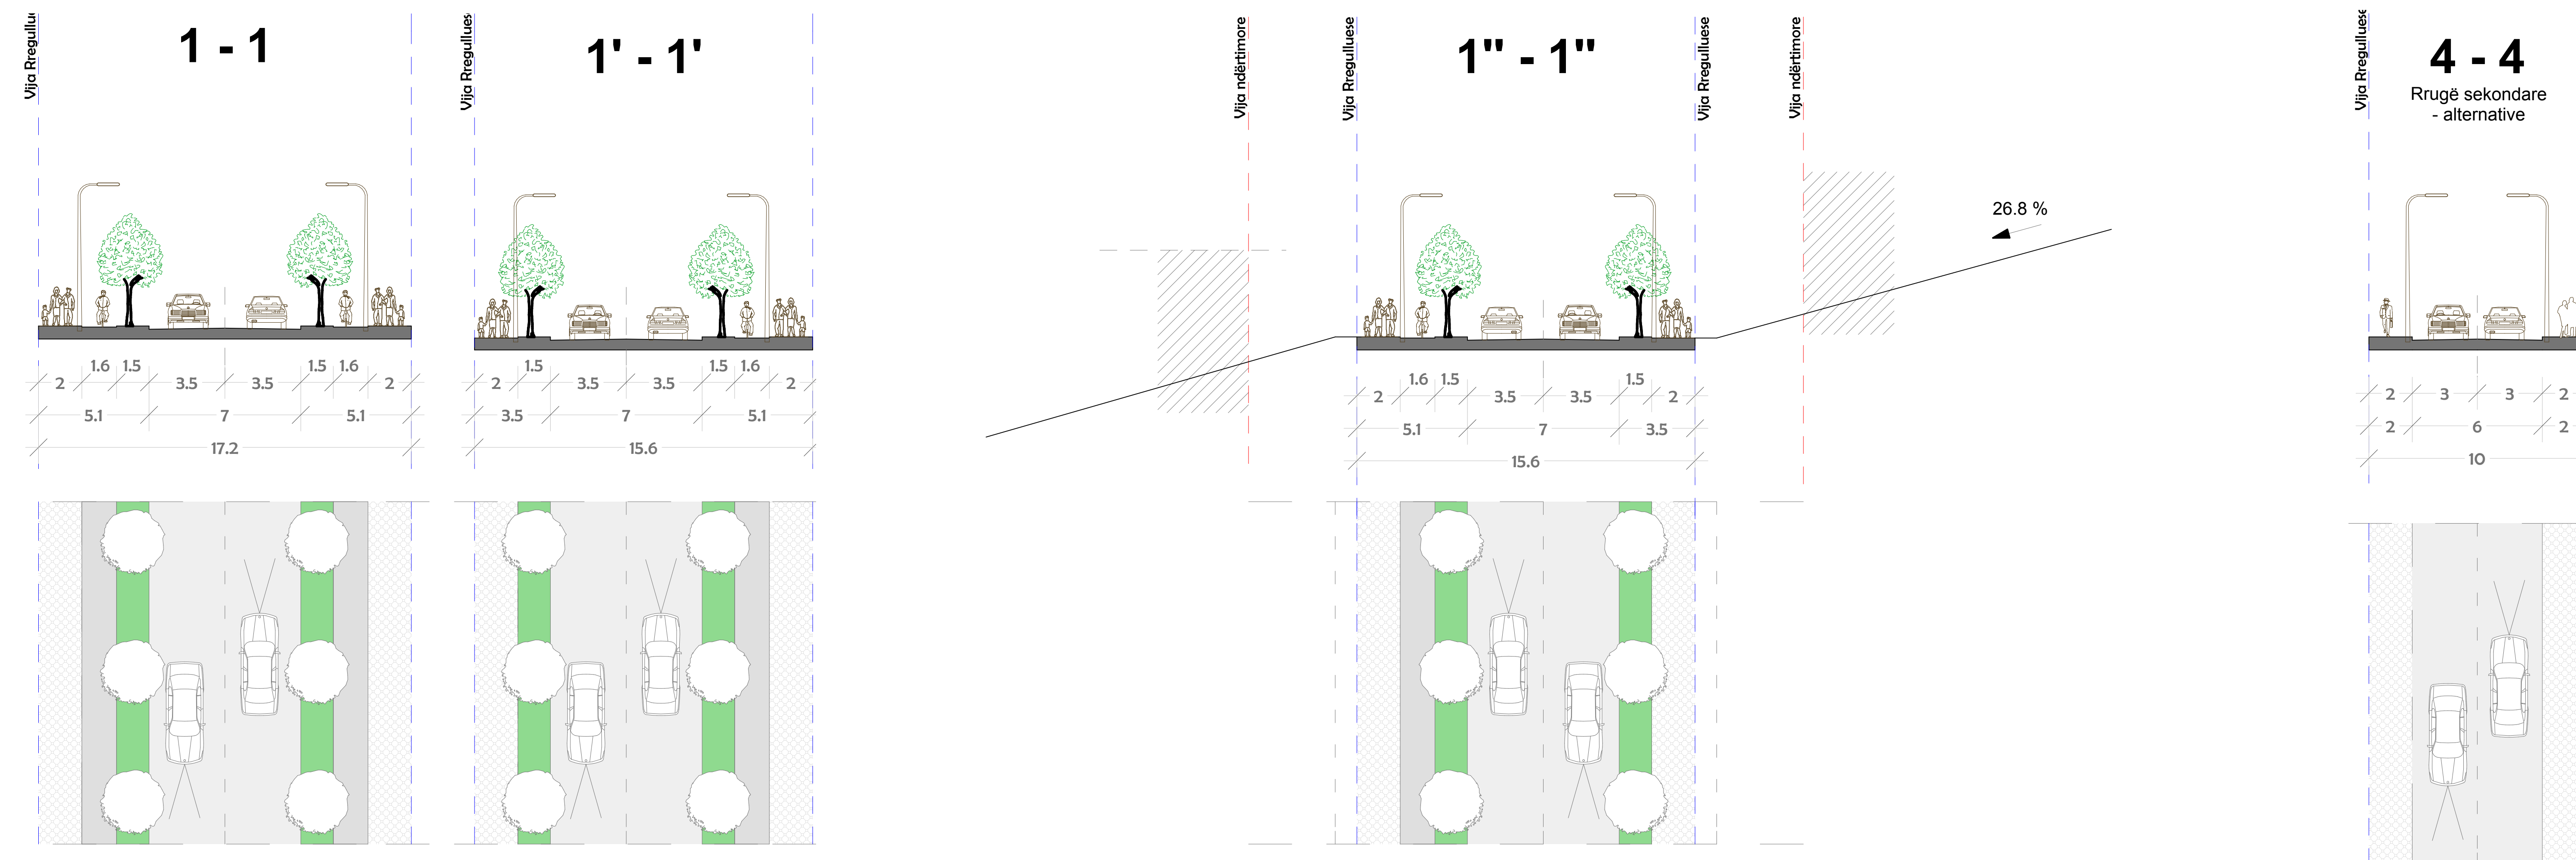 Vija Rregulluese
1 - 1
1.6 1.5 1.5 1.6
2 3.5 3.5 2
5.1 7 5.1
17.2
Vija Rregulluese
1' - 1'
1.5 1.5 1.6
2 3.5 3.5 2
3.5 7 5.1
15.6
Vija ndërtimore
Vija Rregulluese
1" - 1"
Vija Rregulluese
Vija ndërtimore
26.8 %
1.6 1.5 1.5
2 3.5 3.5 2
5.1 7 3.5
15.6
Vija Rregulluese
4 - 4
Rrugë sekondare
- alternative
2 3 3 2
2 6 2
10